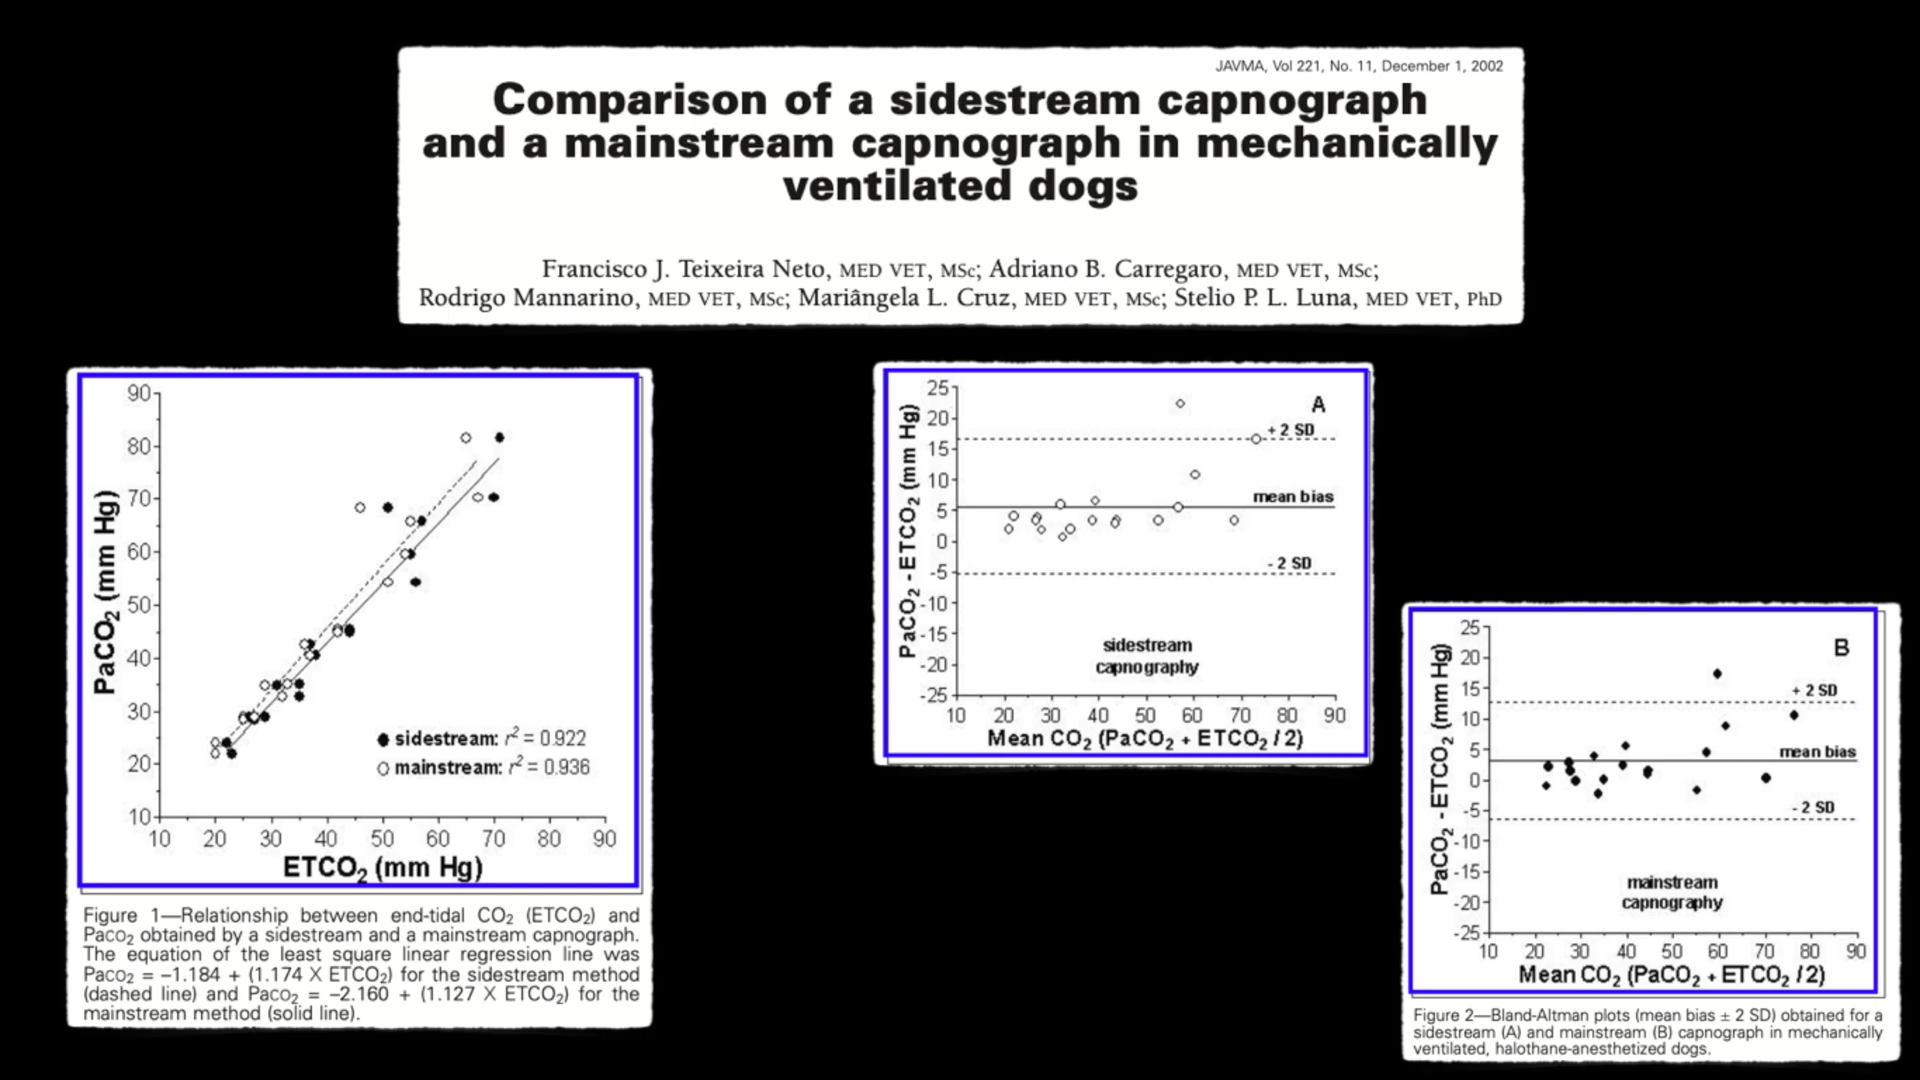 JAVMA, Vol 221, No. 11, December 1, 2002
Comparison of a sidestream capnograph
and a mainstream capnograph in mechanically
ventilated dogs
Francisco J. Teixeira Neto, MED VET, MSc; Adriano B. Carregaro, MED VET, MSc;
Rodrigo Mannarino, MED VET, MSc; Mariângela L. Cruz, MED VET, MSc; Stelio P. L. Luna, MED VET, PhD
90
80
70
60
50
40
30
20
10
PaCO₂ (mm Hg)
sidestream: r² = 0.922
mainstream: r² = 0.936
10 20 30 40 50 60 70 80 90
ETCO₂ (mm Hg)
Figure 1—Relationship between end-tidal CO₂ (ETCO₂) and
PaCO₂ obtained by a sidestream and a mainstream capnograph.
The equation of the least square linear regression line was
PaCO₂ = –1.184 + (1.174 X ETCO₂) for the sidestream method
(dashed line) and PaCO₂ = –2.160 + (1.127 X ETCO₂) for the
mainstream method (solid line).
A
25
20
15
10
5
0
-5
-10
-15
-20
-25
PaCO₂ - ETCO₂ (mm Hg)
+ 2 SD
mean bias
- 2 SD
sidestream
capnography
10 20 30 40 50 60 70 80 90
Mean CO₂ (PaCO₂ + ETCO₂ / 2)
B
25
20
15
10
5
0
-5
-10
-15
-20
-25
PaCO₂ - ETCO₂ (mm Hg)
+ 2 SD
mean bias
- 2 SD
mainstream
capnography
10 20 30 40 50 60 70 80 90
Mean CO₂ (PaCO₂ + ETCO₂ / 2)
Figure 2—Bland-Altman plots (mean bias ± 2 SD) obtained for a
sidestream (A) and mainstream (B) capnograph in mechanically
ventilated, halothane-anesthetized dogs.